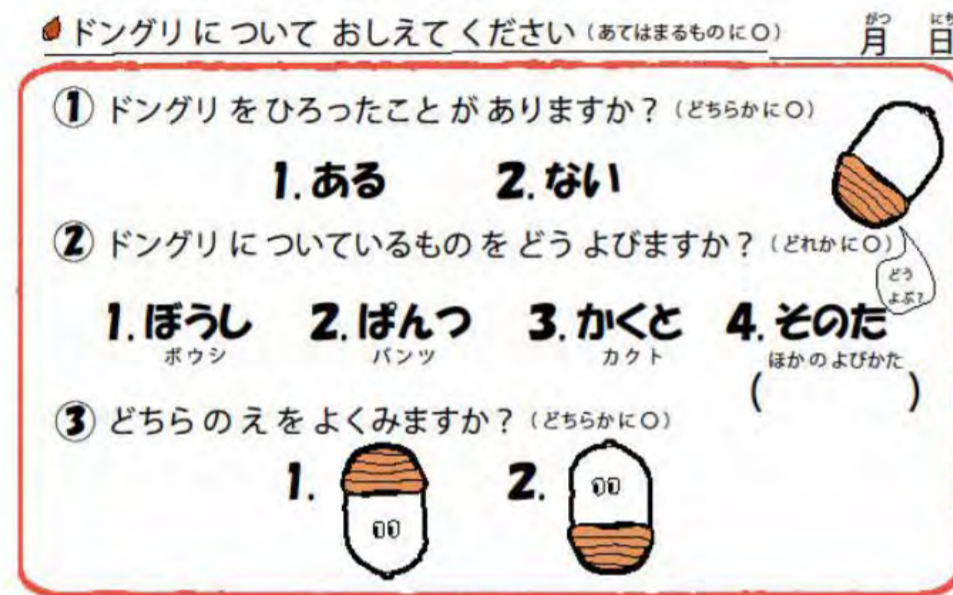 ドングリ に ついて おしえて ください（あてはまるものに〇）
がつ
月 日
① ドングリ を ひろったこと が ありますか？（どちらかに〇）
1. ある 2. ない
② ドングリ に ついているもの を どう よびますか？（どれかに〇）
どう
よぶ？
1. ぼうし 2. ぱんつ 3. かくと 4. そのた
ボウシ パンツ カクト ほか の よびかた
( )
③ どちら の え を よくみますか？（どちらかに〇）
1. 2.